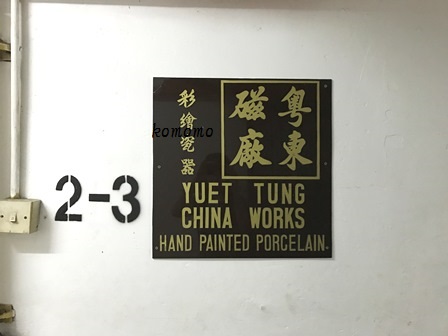 粵東
磁廠
彩繪瓷器
komomo
YUET TUNG
CHINA WORKS
HAND PAINTED PORCELAIN
2-3